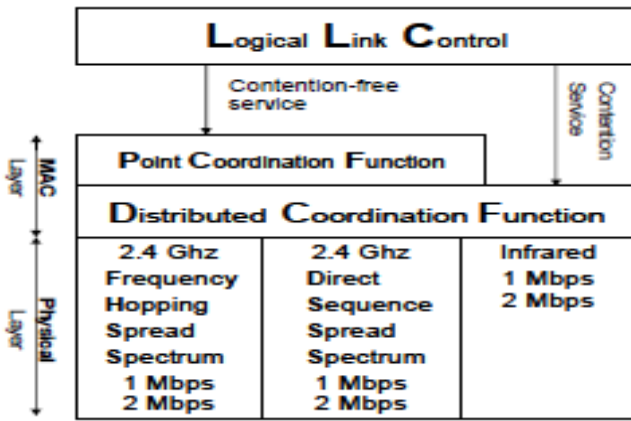 Logical Link Control
Contention-free
service
Contention
Service
Point Coordination Function
MAC
Layer
Distributed Coordination Function
Physical
Layer
2.4 Ghz
Frequency
Hopping
Spread
Spectrum
1 Mbps
2 Mbps
2.4 Ghz
Direct
Sequence
Spread
Spectrum
1 Mbps
2 Mbps
Infrared
1 Mbps
2 Mbps